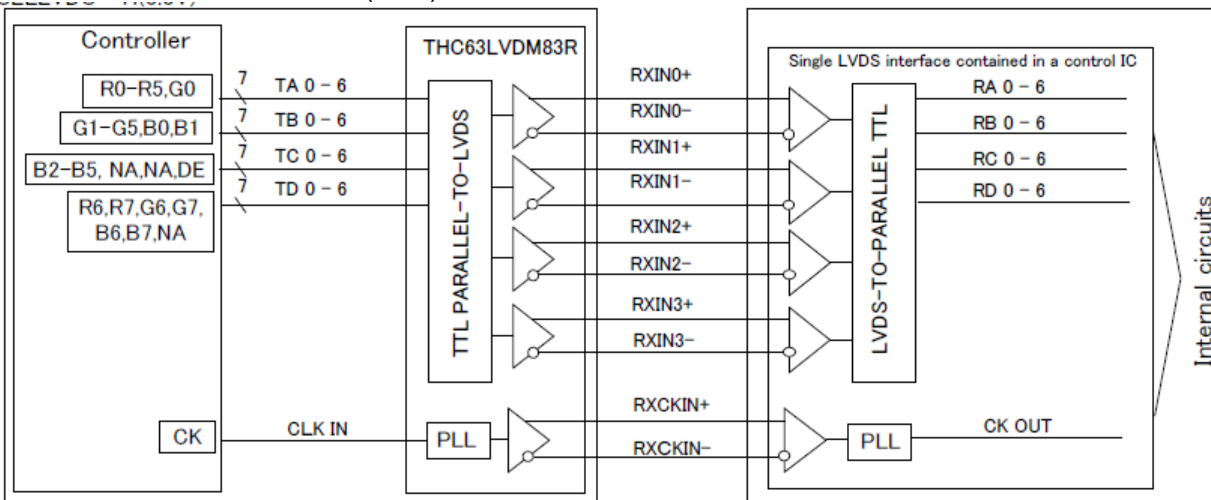 Controller
R0-R5,G0
G1-G5,B0,B1
B2-B5, NA,NA,DE
R6,R7,G6,G7,
B6,B7,NA
CK
7
TA 0 - 6
7
TB 0 - 6
7
TC 0 - 6
7
TD 0 - 6
CLK IN
THC63LVDM83R
TTL PARALLEL-TO-LVDS
PLL
RXIN0+
RXIN0-
RXIN1+
RXIN1-
RXIN2+
RXIN2-
RXIN3+
RXIN3-
RXCKIN+
RXCKIN-
Single LVDS interface contained in a control IC
LVDS-TO-PARALLEL TTL
PLL
RA 0 - 6
RB 0 - 6
RC 0 - 6
RD 0 - 6
CK OUT
Internal circuits